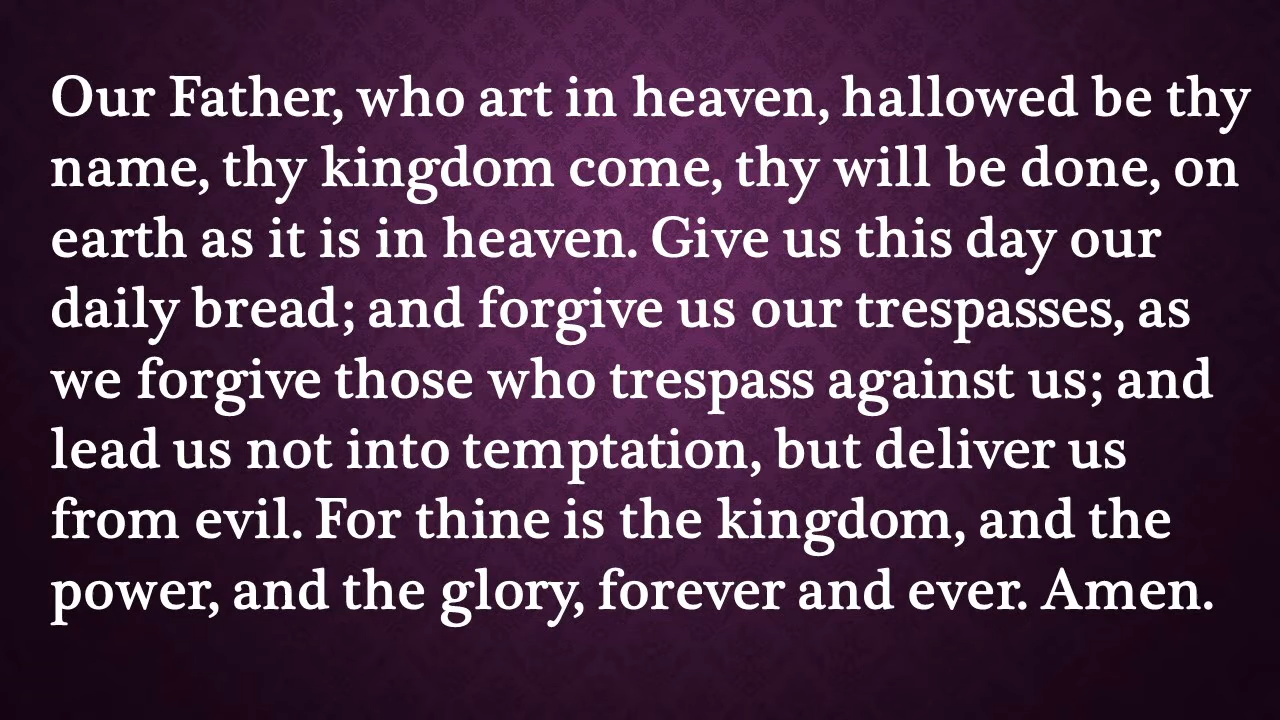 Our Father, who art in heaven, hallowed be thy
name, thy kingdom come, thy will be done, on
earth as it is in heaven. Give us this day our
daily bread; and forgive us our trespasses, as
we forgive those who trespass against us; and
lead us not into temptation, but deliver us
from evil. For thine is the kingdom, and the
power, and the glory, forever and ever. Amen.